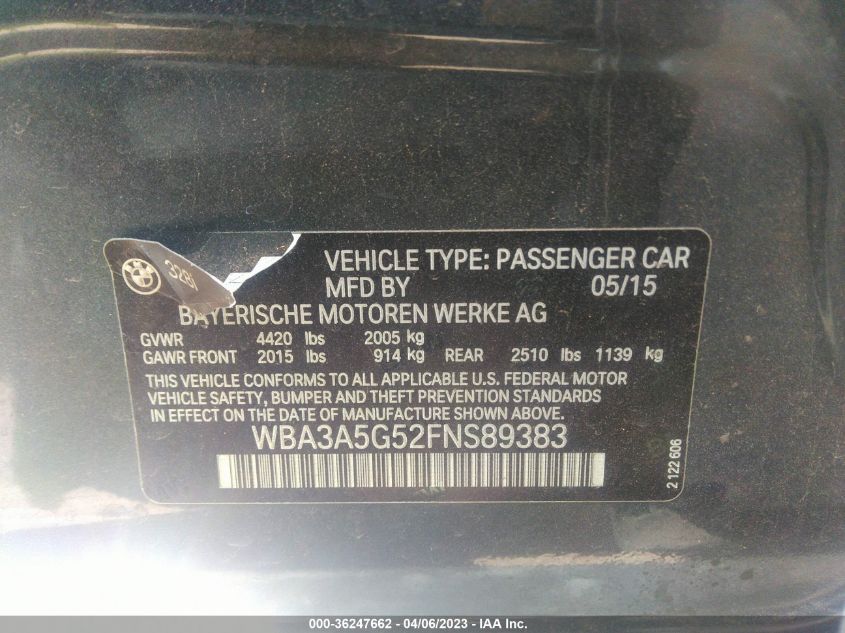 BMW
328I
VEHICLE TYPE: PASSENGER CAR
MFD BY 05/15
BAYERISCHE MOTOREN WERKE AG
GVWR 4420 lbs 2005 kg
GAWR FRONT 2015 lbs 914 kg REAR 2510 lbs 1139 kg
THIS VEHICLE CONFORMS TO ALL APPLICABLE U.S. FEDERAL MOTOR
VEHICLE SAFETY, BUMPER AND THEFT PREVENTION STANDARDS
IN EFFECT ON THE DATE OF MANUFACTURE SHOWN ABOVE.
WBA3A5G52FNS89383
2 122 606
000-36247662 - 04/06/2023 - © IAA, Inc.